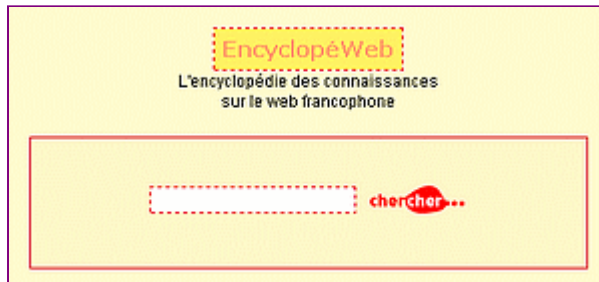 EncyclopéWeb
L'encyclopédie des connaissances
sur le web francophone
chercher...